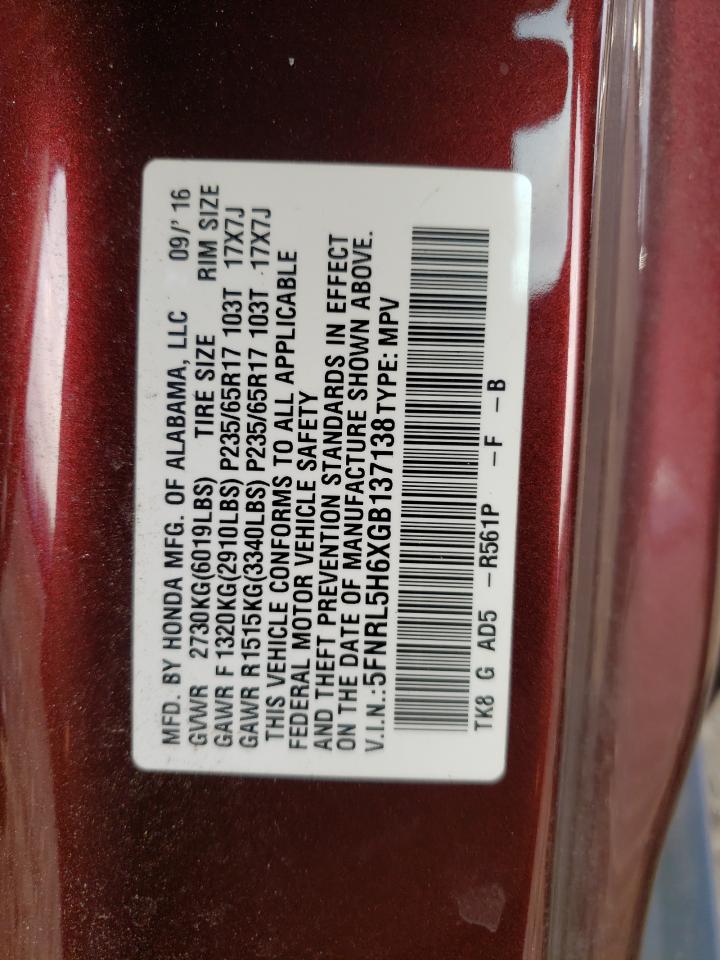 MFD. BY HONDA MFG. OF ALABAMA, LLC 09/' 16
GVWR 2730KG(6019LBS) TIRE SIZE RIM SIZE
GAWR F 1320KG(2910LBS) P235/65R17 103T 17X7J
GAWR R1515KG(3340LBS) P235/65R17 103T 17X7J
THIS VEHICLE CONFORMS TO ALL APPLICABLE
FEDERAL MOTOR VEHICLE SAFETY
AND THEFT PREVENTION STANDARDS IN EFFECT
ON THE DATE OF MANUFACTURE SHOWN ABOVE.
V.I.N.:5FNRL5H6XGB137138 TYPE: MPV
TK8 G AD5 -R561P -F -B